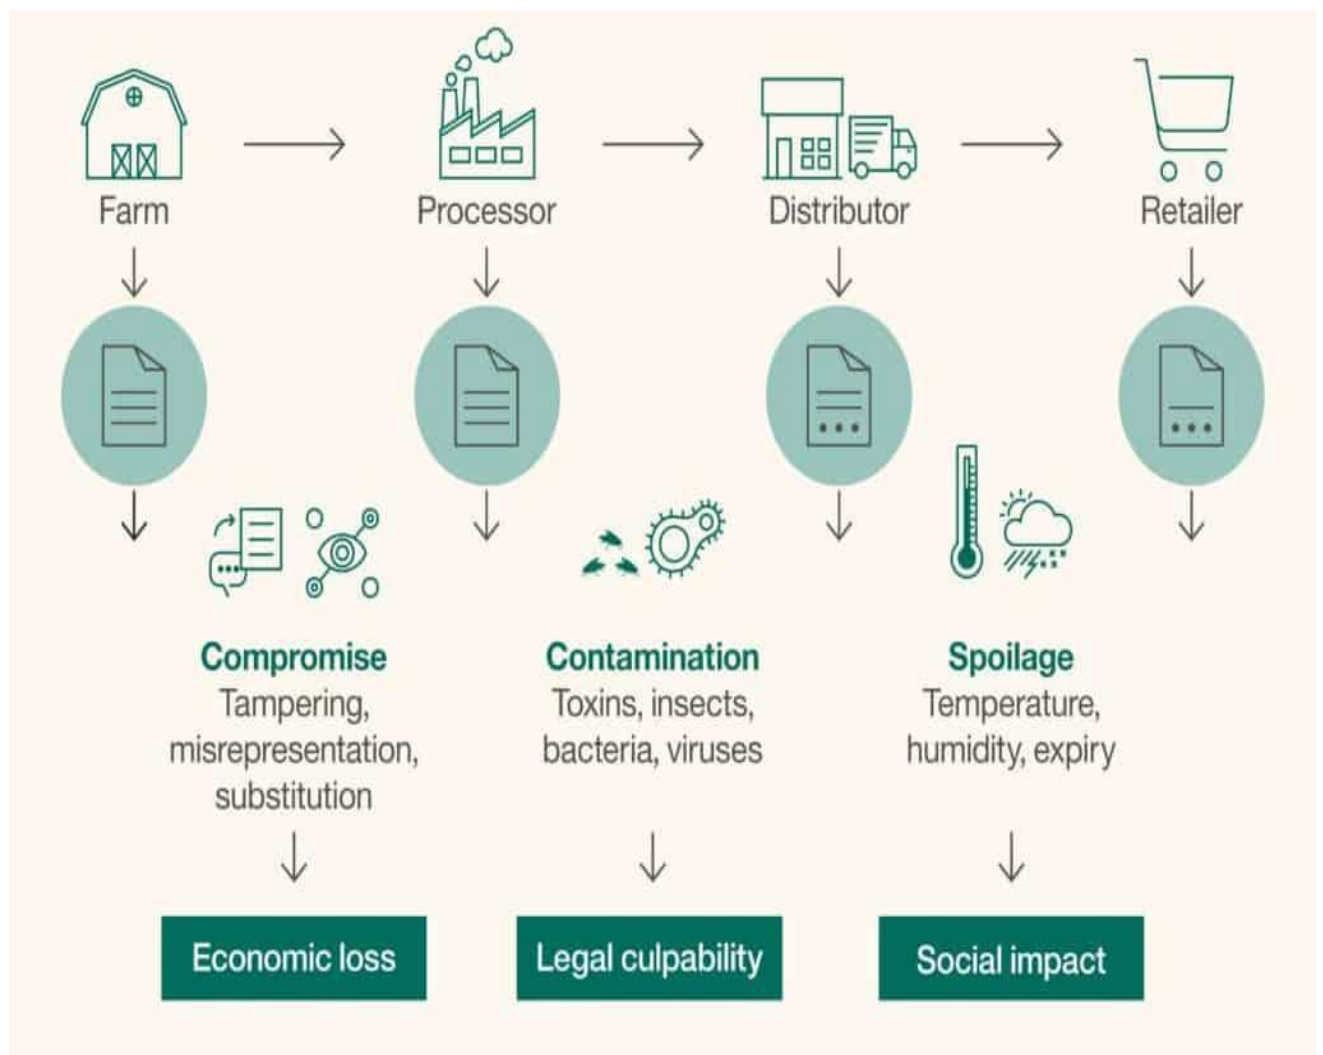 Farm
Processor
Distributor
Retailer
Compromise
Tampering,
misrepresentation,
substitution
Contamination
Toxins, insects,
bacteria, viruses
Spoilage
Temperature,
humidity, expiry
Economic loss
Legal culpability
Social impact